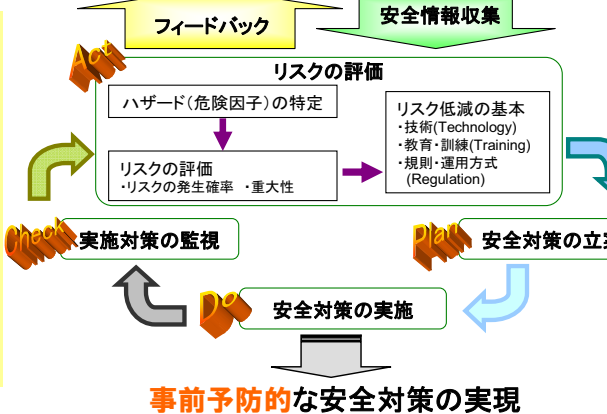 フィードバック
安全情報収集
Act
リスクの評価
ハザード(危険因子)の特定
リスクの評価
・リスクの発生確率 ・重大性
リスク低減の基本
・技術(Technology)
・教育・訓練(Training)
・規則・運用方式
(Regulation)
Check
実施対策の監視
Plan
安全対策の立案
Do
安全対策の実施
事前予防的な安全対策の実現